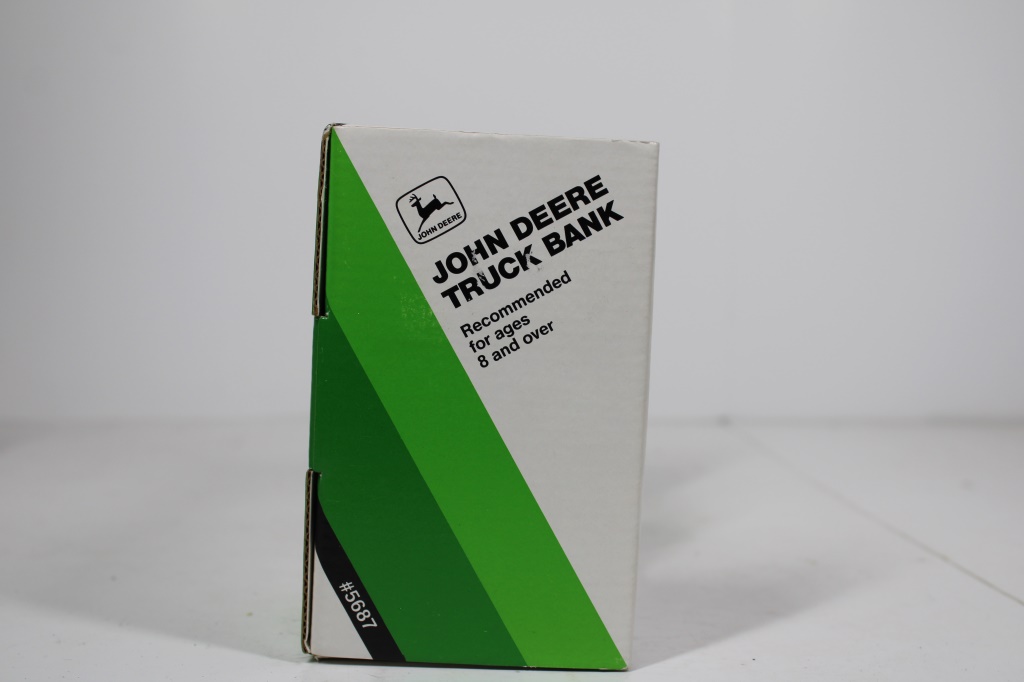 JOHN DEERE
JOHN DEERE
TRUCK BANK
Recommended
for ages
8 and over
#5687